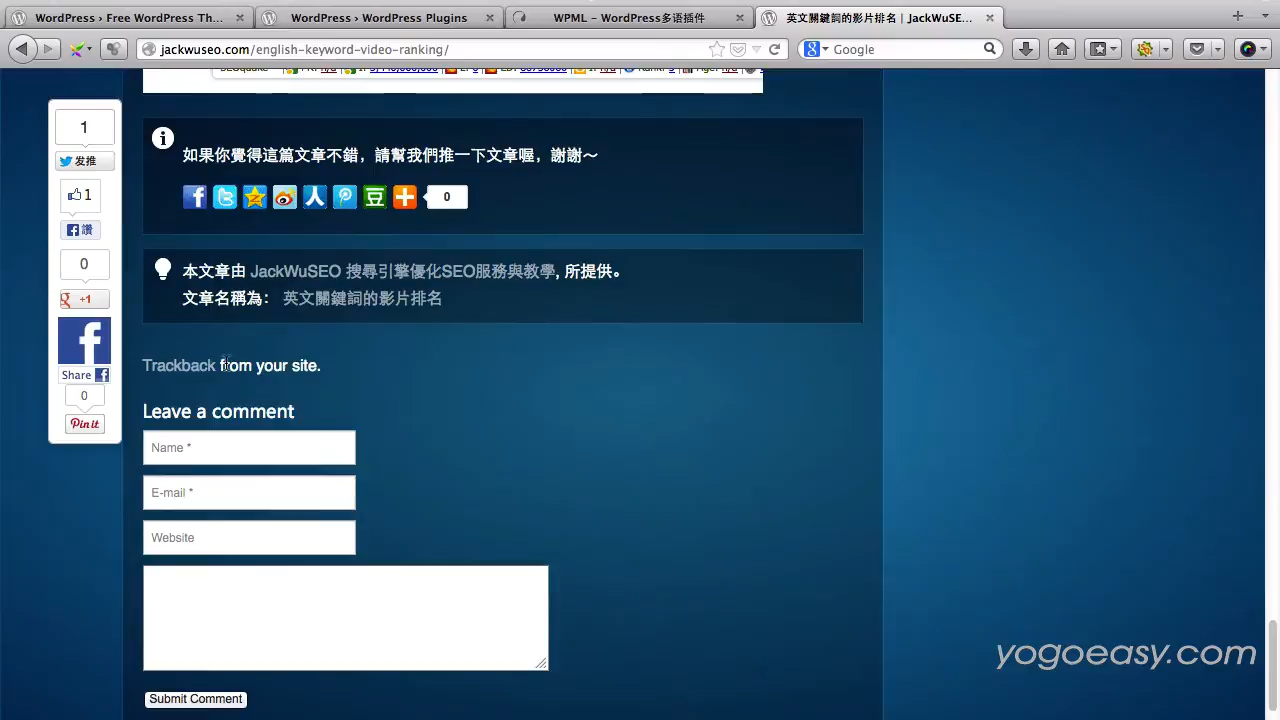 WordPress › Free WordPress Th...
WordPress › WordPress Plugins
WPML - WordPress多语插件
英文關鍵詞的影片排名 | JackWuSE...
jackwuseo.com/english-keyword-video-ranking/
Google
1
发推
1
讚
0
+1
Share
0
Pinit
如果你覺得這篇文章不錯，請幫我們推一下文章喔，謝謝～
0
本文章由 JackWuSEO 搜尋引擎優化SEO服務與教學, 所提供。
文章名稱為： 英文關鍵詞的影片排名
Trackback from your site.
Leave a comment
Name *
E-mail *
Website
Submit Comment
yogoeasy.com